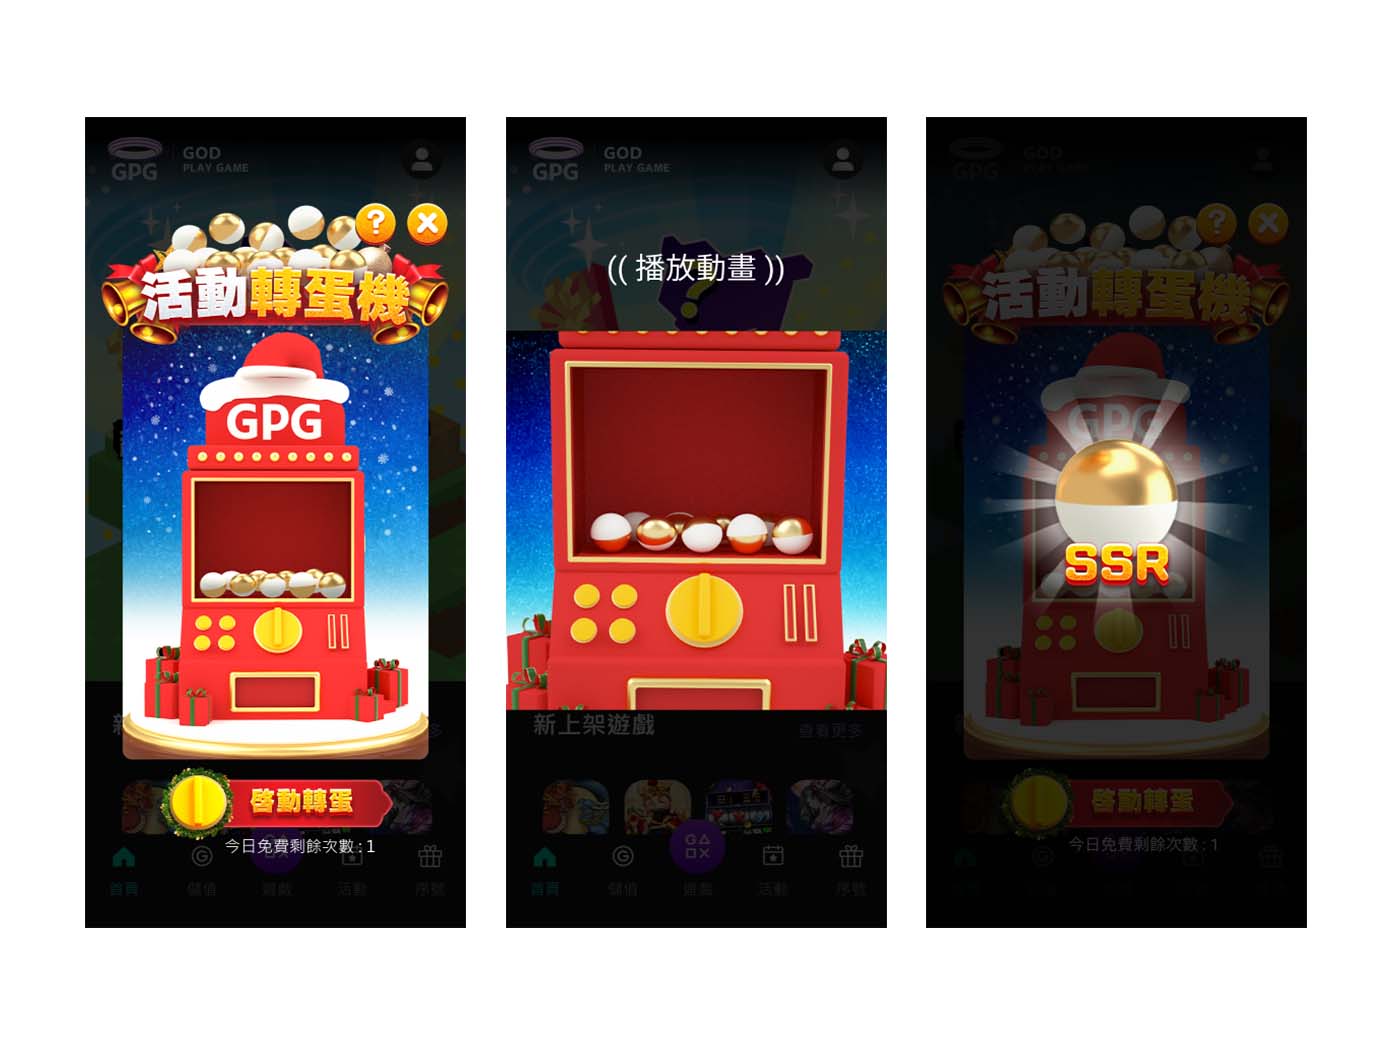 GPG
GOD
PLAY GAME
?
活動轉蛋機
GPG
啓動轉蛋
今日免費剩餘次數 : 1
首頁
儲值
遊戲
活動
序號
GPG
GOD
PLAY GAME
(( 播放動畫 ))
新上架遊戲
查看更多
首頁
儲值
遊戲
活動
序號
GPG
GOD
PLAY GAME
?
活動轉蛋機
GPG
SSR
啓動轉蛋
今日免費剩餘次數 : 1